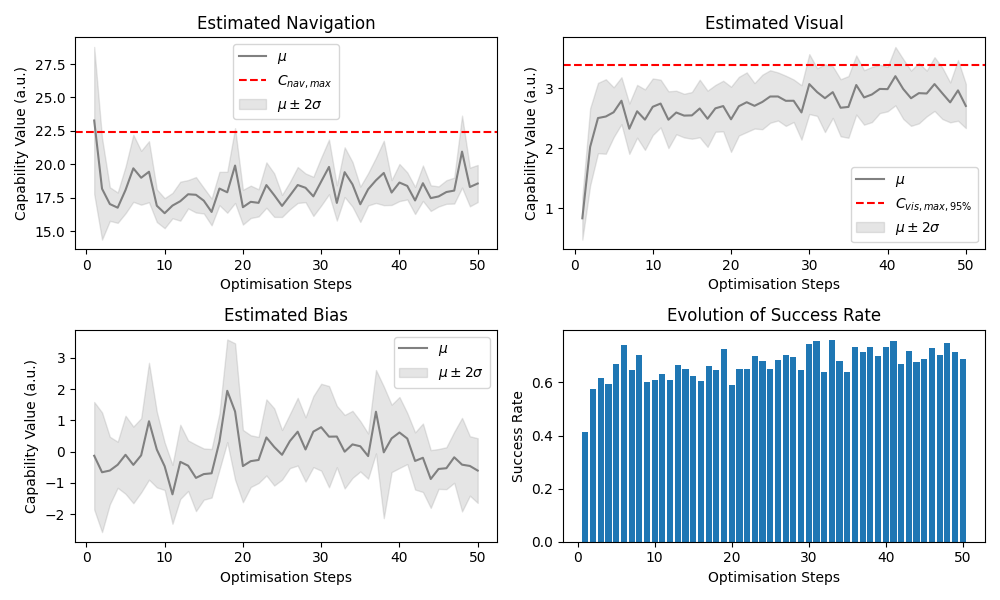 Estimated Navigation
Capability Value (a.u.)
27.5
25.0
22.5
20.0
17.5
15.0
μ
C_{nav, max}
μ ± 2σ
0 10 20 30 40 50
Optimisation Steps
Estimated Visual
Capability Value (a.u.)
3
2
1
μ
C_{vis, max, 95%}
μ ± 2σ
0 10 20 30 40 50
Optimisation Steps
Estimated Bias
Capability Value (a.u.)
3
2
1
0
−1
−2
μ
μ ± 2σ
0 10 20 30 40 50
Optimisation Steps
Evolution of Success Rate
Success Rate
0.6
0.4
0.2
0.0
0 10 20 30 40 50
Optimisation Steps